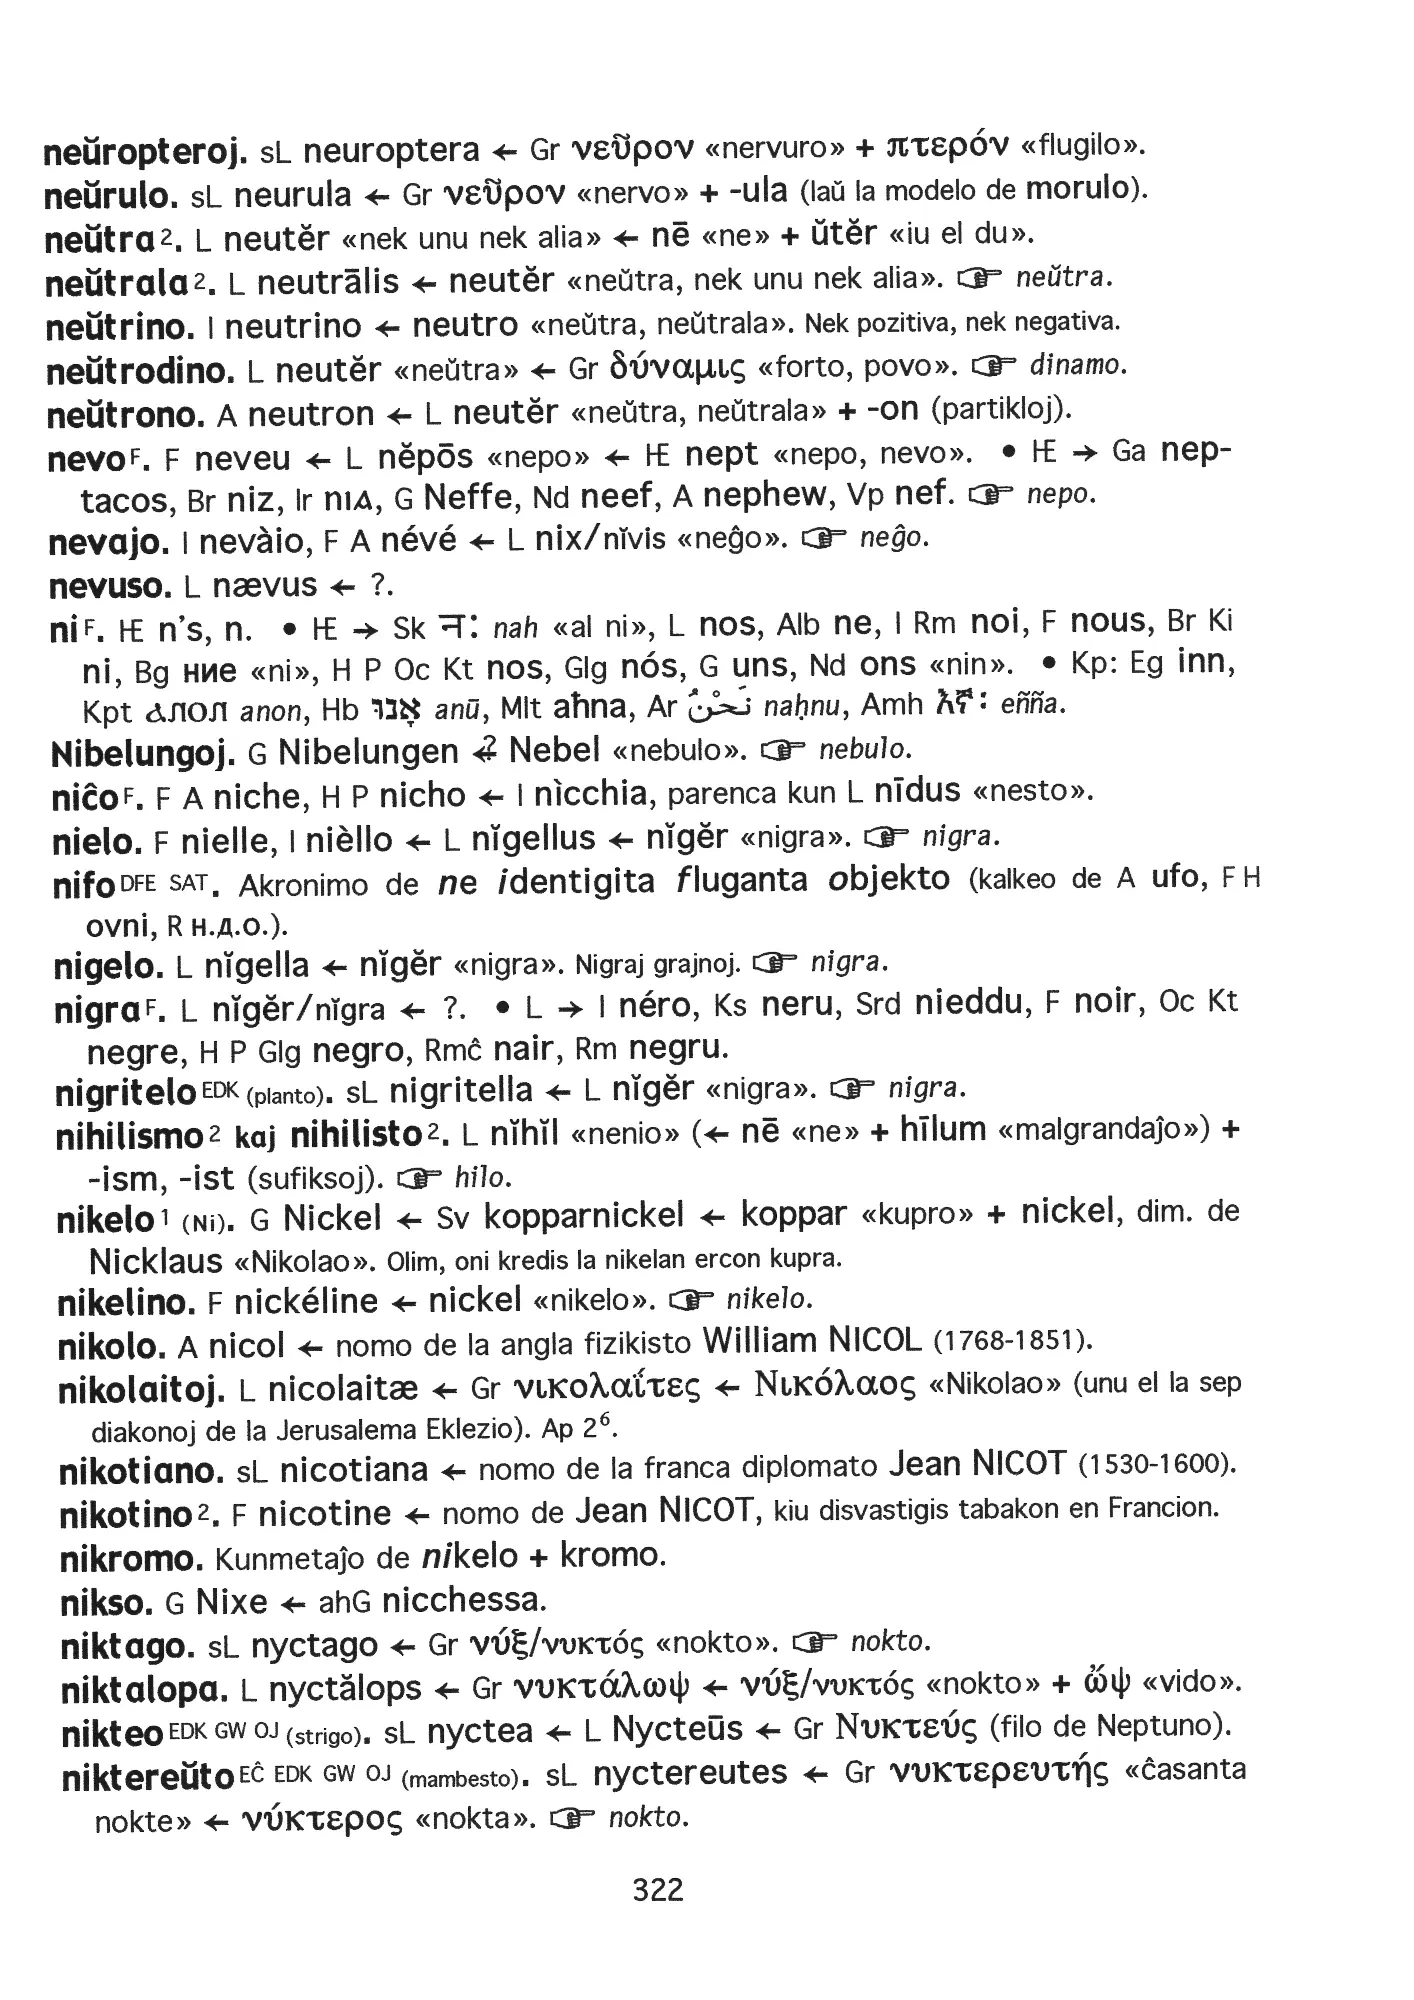 neŭropteroj. sL neuroptera ← Gr νεῦρον «nervuro» + πτερόν «flugilo».
neŭrulo. sL neurula ← Gr νεῦρον «nervo» + -ula (laŭ la modelo de morulo).
neŭtra². L neutĕr «nek unu nek alia» ← nē «ne» + ŭtĕr «iu el du».
neŭtrala². L neutrālis ← neutĕr «neŭtra, nek unu nek alia». ☞ neŭtra.
neŭtrino. I neutrino ← neutro «neŭtra, neŭtrala». Nek pozitiva, nek negativa.
neŭtrodino. L neutĕr «neŭtra» ← Gr δύναμις «forto, povo». ☞ dinamo.
neŭtrono. A neutron ← L neutĕr «neŭtra, neŭtrala» + -on (partikloj).
nevo F. F neveu ← L nĕpōs «nepo» ← HE nept «nepo, nevo». • HE → Ga nep-
tacos, Br niz, Ir nıa, G Neffe, Nd neef, A nephew, Vp nef. ☞ nepo.
nevajo. I nevàio, F A névé ← L nix/nĭvis «neĝo». ☞ neĝo.
nevuso. L nævus ← ?.
ni F. HE n's, n. • HE → Sk नः nah «al ni», L nos, Alb ne, I Rm noi, F nous, Br Ki
ni, Bg ние «ni», H P Oc Kt nos, Glg nós, G uns, Nd ons «nin». • Kp: Eg inn,
Kpt ⲁⲛⲟⲛ anon, Hb אָנוּ anū, Mlt aħna, Ar نَحْنُ naḥnu, Amh እኛ፡ eñña.
Nibelungoj. G Nibelungen ←? Nebel «nebulo». ☞ nebulo.
niĉo F. F A niche, H P nicho ← I nìcchia, parenca kun L nīdus «nesto».
nielo. F nielle, I nièllo ← L nĭgellus ← nĭgĕr «nigra». ☞ nigra.
nifo DFE SAT. Akronimo de ne identigita fluganta objekto (kalkeo de A ufo, F H
ovni, R н.д.о.).
nigelo. L nĭgella ← nĭgĕr «nigra». Nigraj grajnoj. ☞ nigra.
nigra F. L nĭgĕr/nĭgra ← ?. • L → I néro, Ks neru, Srd nieddu, F noir, Oc Kt
negre, H P Glg negro, Rmĉ nair, Rm negru.
nigritelo EDK (planto). sL nigritella ← L nĭgĕr «nigra». ☞ nigra.
nihilismo² kaj nihilisto². L nĭhĭl «nenio» (← nē «ne» + hīlum «malgrandaĵo») +
-ism, -ist (sufiksoj). ☞ hilo.
nikelo¹ (Ni). G Nickel ← Sv kopparnickel ← koppar «kupro» + nickel, dim. de
Nicklaus «Nikolao». Olim, oni kredis la nikelan ercon kupra.
nikelino. F nickéline ← nickel «nikelo». ☞ nikelo.
nikolo. A nicol ← nomo de la angla fizikisto William NICOL (1768-1851).
nikolaitoj. L nicolaitæ ← Gr νικολαΐτες ← Νικόλαος «Nikolao» (unu el la sep
diakonoj de la Jerusalema Eklezio). Ap 2⁶.
nikotiano. sL nicotiana ← nomo de la franca diplomato Jean NICOT (1530-1600).
nikotino². F nicotine ← nomo de Jean NICOT, kiu disvastigis tabakon en Francion.
nikromo. Kunmetaĵo de nikelo + kromo.
nikso. G Nixe ← ahG nicchessa.
niktago. sL nyctago ← Gr νύξ/νυκτός «nokto». ☞ nokto.
niktalopa. L nyctălops ← Gr νυκτάλωψ ← νύξ/νυκτός «nokto» + ὤψ «vido».
nikteo EDK GW OJ (strigo). sL nyctea ← L Nycteūs ← Gr Νυκτεύς (filo de Neptuno).
niktereŭto EĈ EDK GW OJ (mambesto). sL nyctereutes ← Gr νυκτερευτής «ĉasanta
nokte» ← νύκτερος «nokta». ☞ nokto.
322